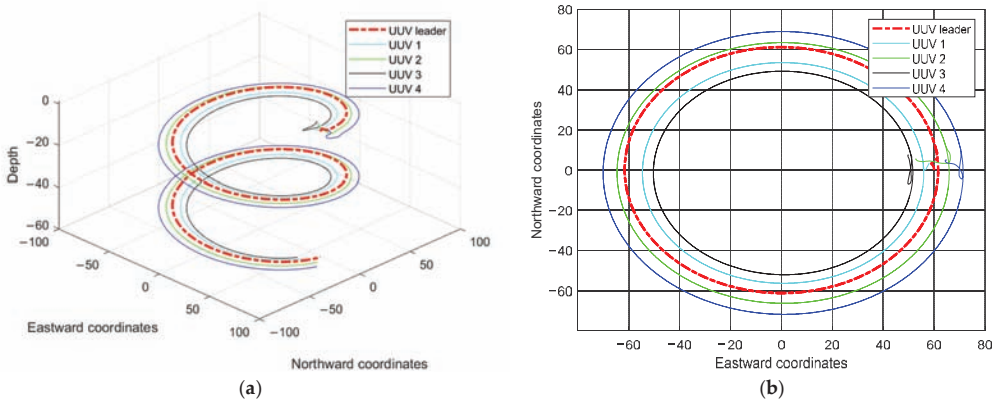 UUV leader
UUV 1
UUV 2
UUV 3
UUV 4
0
−20
−40
−60
Depth
−100
−50
0
50
100
Eastward coordinates
−100
−50
0
50
100
Northward coordinates
(a)
UUV leader
UUV 1
UUV 2
UUV 3
UUV 4
80
60
40
20
0
−20
−40
−60
Northward coordinates
−60 −40 −20 0 20 40 60 80
Eastward coordinates
(b)